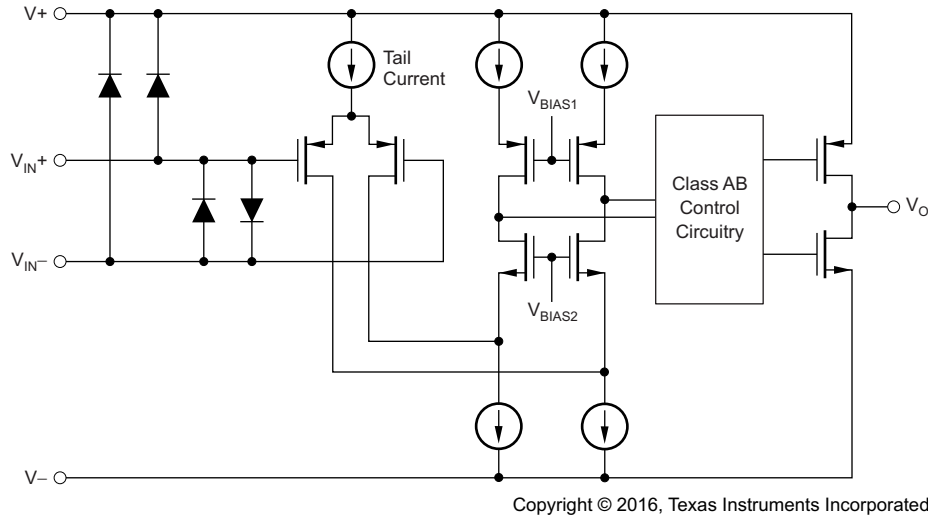 V+
Tail
Current
VBIAS1
VIN+
Class AB
Control
Circuitry
VO
VIN−
VBIAS2
V−
Copyright © 2016, Texas Instruments Incorporated